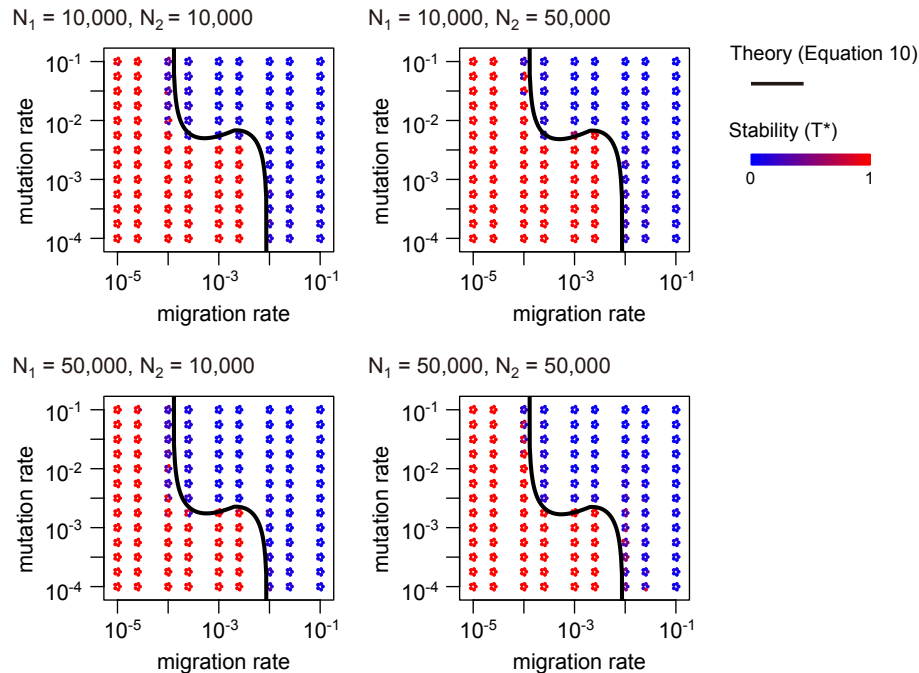 N₁ = 10,000, N₂ = 10,000
N₁ = 10,000, N₂ = 50,000
Theory (Equation 10)
Stability (T*)
0 1
mutation rate
10⁻¹
10⁻²
10⁻³
10⁻⁴
10⁻⁵ 10⁻³ 10⁻¹
migration rate
mutation rate
10⁻¹
10⁻²
10⁻³
10⁻⁴
10⁻⁵ 10⁻³ 10⁻¹
migration rate
N₁ = 50,000, N₂ = 10,000
N₁ = 50,000, N₂ = 50,000
mutation rate
10⁻¹
10⁻²
10⁻³
10⁻⁴
10⁻⁵ 10⁻³ 10⁻¹
migration rate
mutation rate
10⁻¹
10⁻²
10⁻³
10⁻⁴
10⁻⁵ 10⁻³ 10⁻¹
migration rate